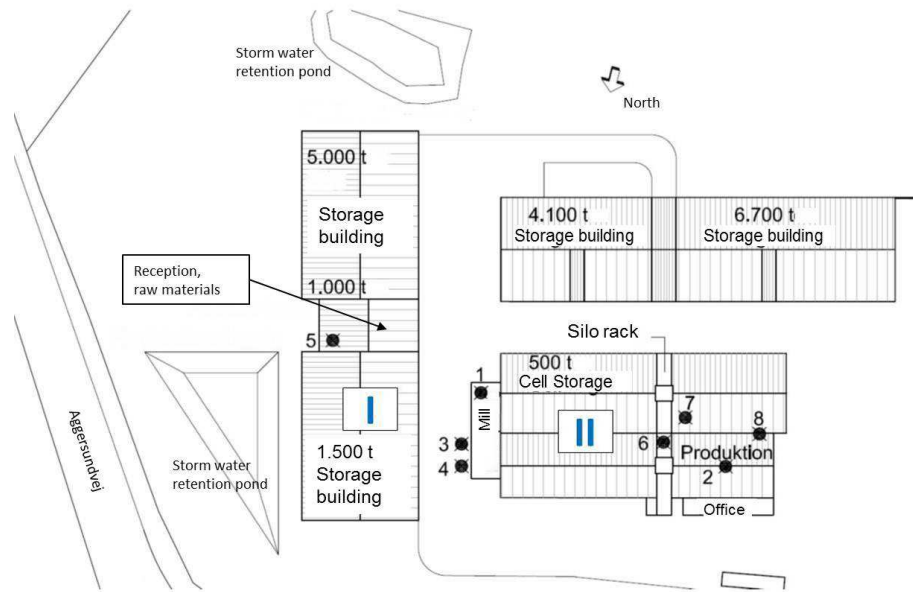 Storm water
retention pond
North
5.000 t
Storage
building
1.000 t
4.100 t
Storage building
6.700 t
Storage building
Reception,
raw materials
5
Silo rack
500 t
Cell Storage
1
Mill
I
II
7
8
3
4
6
Produktion
2
1.500 t
Storage
building
Office
Aggersundvej
Storm water
retention pond